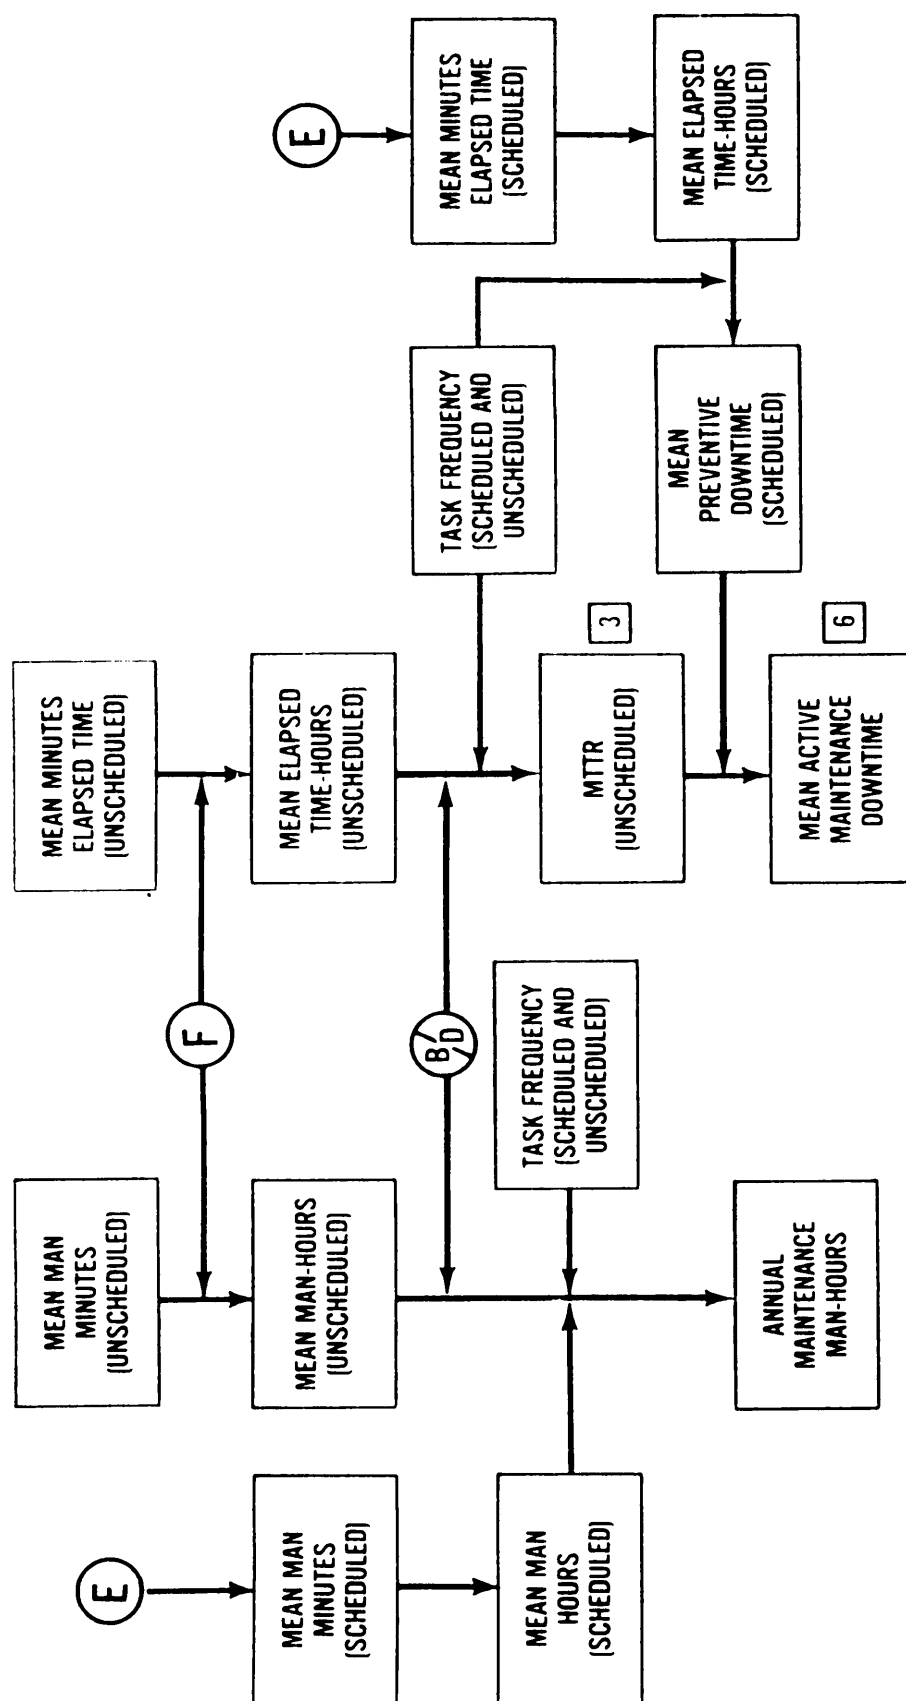 E
MEAN MAN
MINUTES
(SCHEDULED)
MEAN MAN
HOURS
(SCHEDULED)
MEAN MAN
MINUTES
(UNSCHEDULED)
MEAN MAN-HOURS
(UNSCHEDULED)
ANNUAL
MAINTENANCE
MAN-HOURS
F
B/D
TASK FREQUENCY
(SCHEDULED AND
UNSCHEDULED)
MEAN MINUTES
ELAPSED TIME
(UNSCHEDULED)
MEAN ELAPSED
TIME-HOURS
(UNSCHEDULED)
MTTR
(UNSCHEDULED)
3
MEAN ACTIVE
MAINTENANCE
DOWNTIME
6
TASK FREQUENCY
(SCHEDULED AND
UNSCHEDULED)
MEAN
PREVENTIVE
DOWNTIME
(SCHEDULED)
E
MEAN MINUTES
ELAPSED TIME
(SCHEDULED)
MEAN ELAPSED
TIME-HOURS
(SCHEDULED)